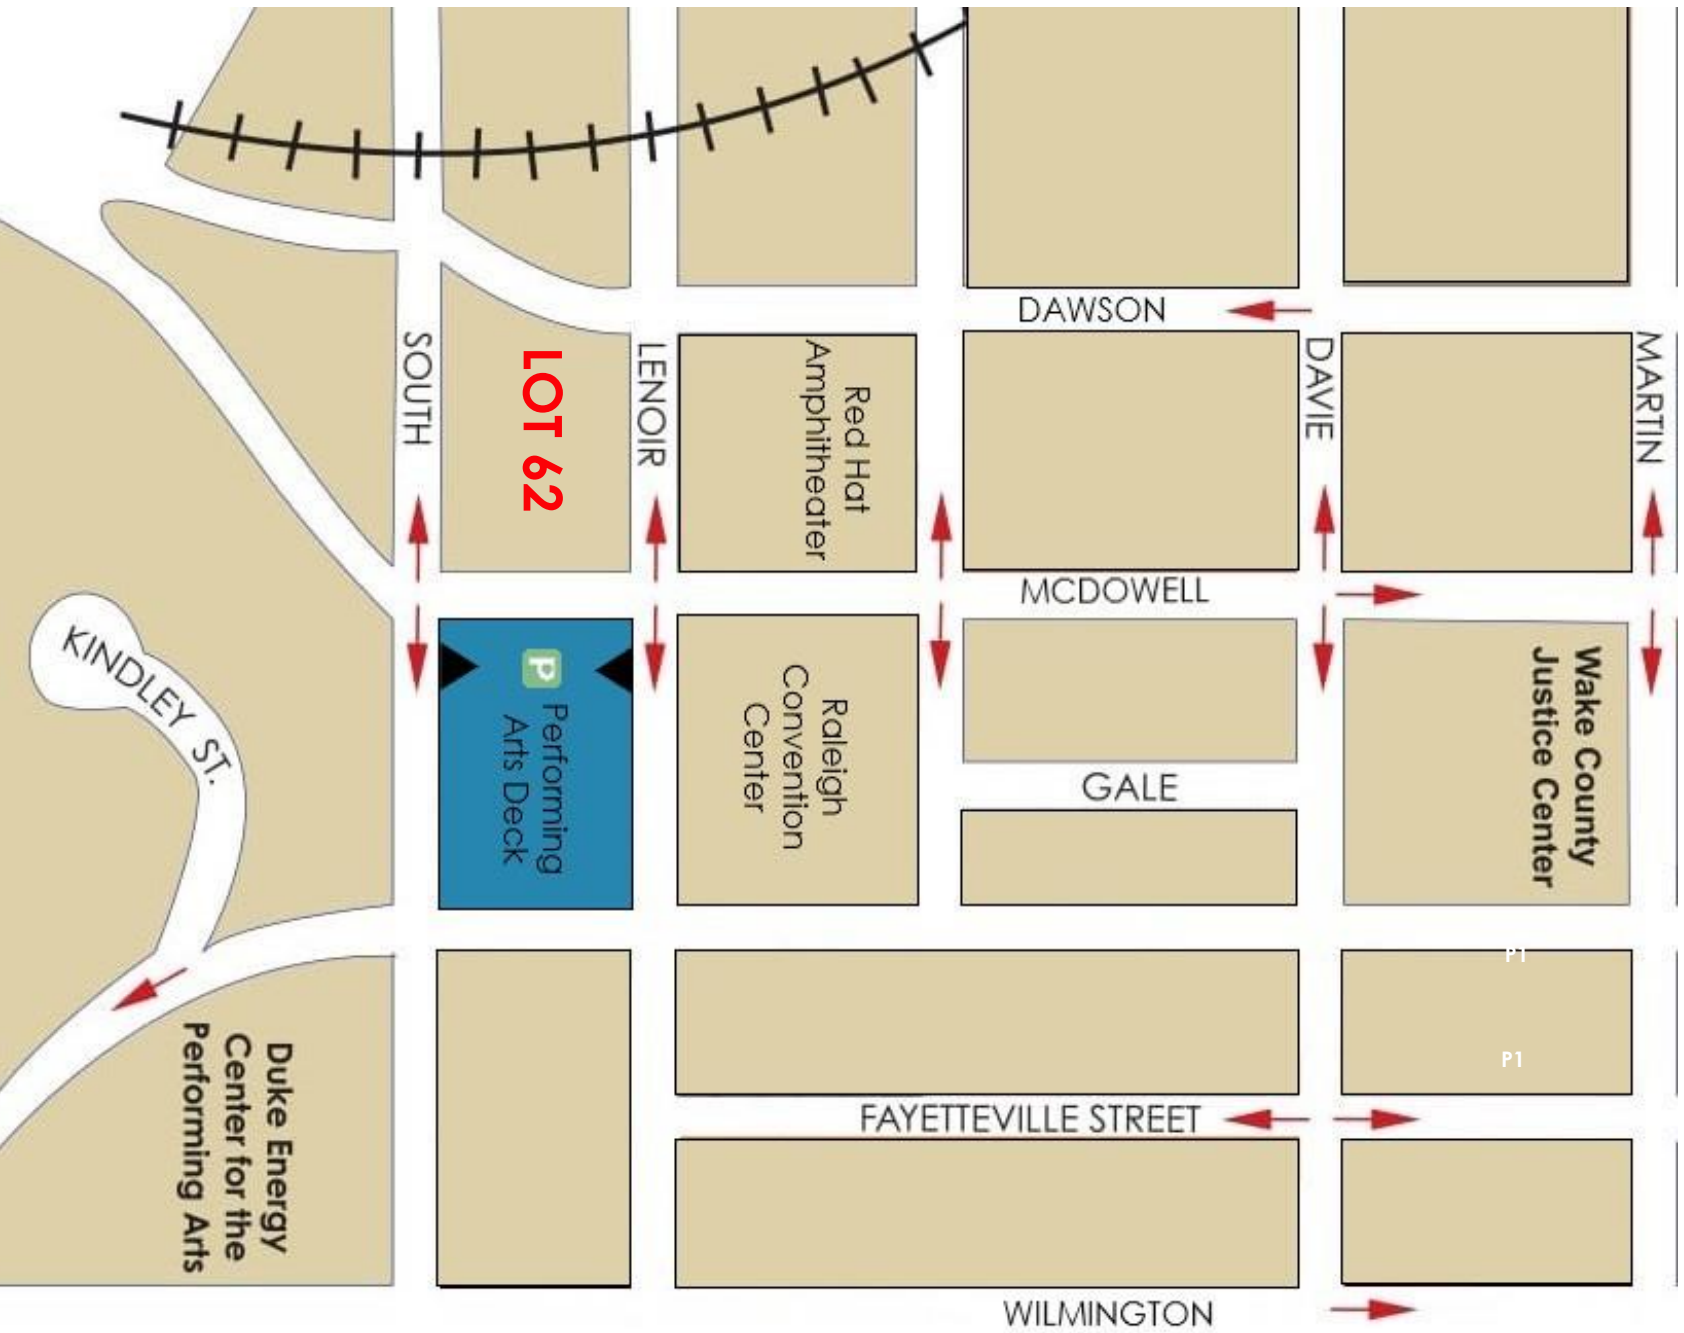 DAWSON
SOUTH
LOT 62
LENOIR
Red Hat
Amphitheater
DAVIE
MARTIN
MCDOWELL
KINDLEY ST.
P
Performing
Arts Deck
Raleigh
Convention
Center
GALE
Wake County
Justice Center
P1
P1
Duke Energy
Center for the
Performing Arts
FAYETTEVILLE STREET
WILMINGTON